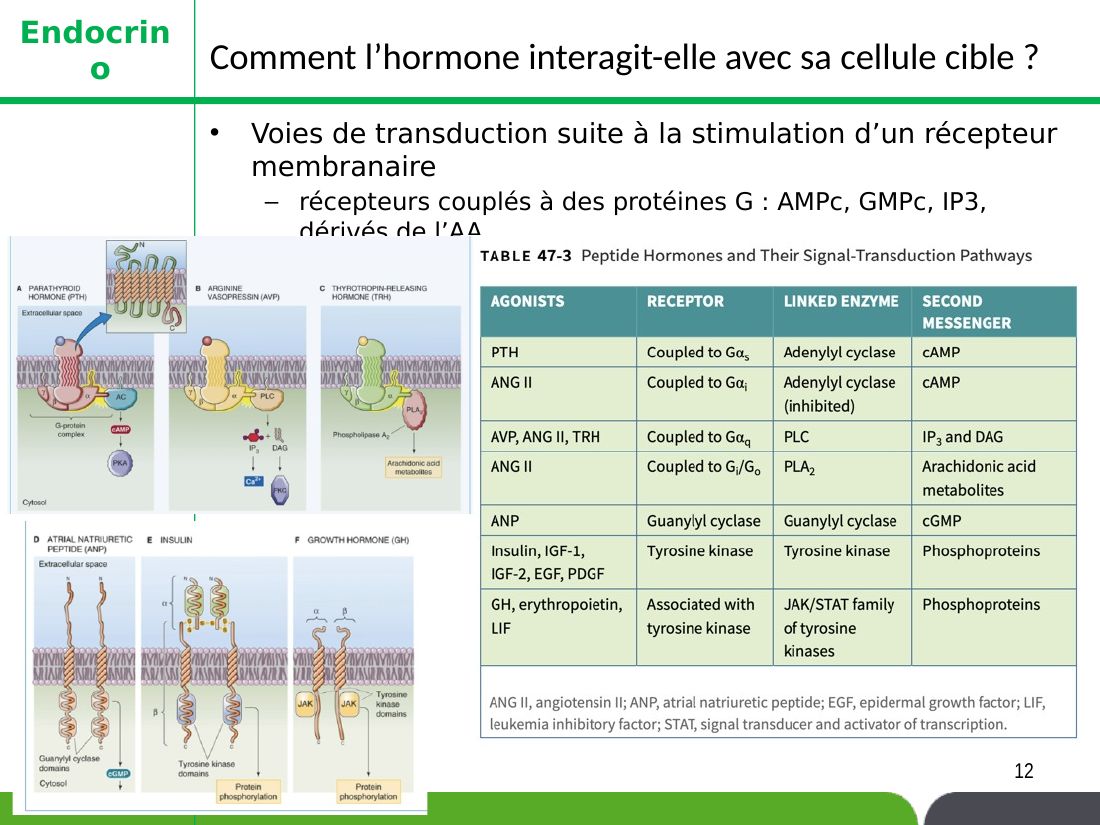 Endocrin
o
Comment l’hormone interagit-elle avec sa cellule cible ?
• Voies de transduction suite à la stimulation d’un récepteur
membranaire
– récepteurs couplés à des protéines G : AMPc, GMPc, IP3,
dérivés de l’AA
A PARATHYROID
HORMONE (PTH)
Extracellular space
N
C
γ
β
α
AC
G-protein
complex
cAMP
PKA
Cytosol
B ARGININE
VASOPRESSIN (AVP)
γ
β
α
PLC
IP3 + DAG
Ca2+
PKC
C THYROTROPIN-RELEASING
HORMONE (TRH)
γ
β
α
PLA2
Phospholipase A2
Arachidonic acid
metabolites
D ATRIAL NATRIURETIC
PEPTIDE (ANP)
Extracellular space
N N
C C
Guanylyl cyclase
domains
cGMP
Cytosol
E INSULIN
N N
α
β
C C
Tyrosine kinase
domains
Protein
phosphorylation
F GROWTH HORMONE (GH)
α β
JAK JAK
Tyrosine
kinase
domains
C C
Protein
phosphorylation
TABLE 47-3 Peptide Hormones and Their Signal-Transduction Pathways
AGONISTS RECEPTOR LINKED ENZYME SECOND
MESSENGER
PTH Coupled to Gαs Adenylyl cyclase cAMP
ANG II Coupled to Gαi Adenylyl cyclase cAMP
(inhibited)
AVP, ANG II, TRH Coupled to Gαq PLC IP3 and DAG
ANG II Coupled to Gi/Go PLA2 Arachidonic acid
metabolites
ANP Guanylyl cyclase Guanylyl cyclase cGMP
Insulin, IGF-1, Tyrosine kinase Tyrosine kinase Phosphoproteins
IGF-2, EGF, PDGF
GH, erythropoietin, Associated with JAK/STAT family Phosphoproteins
LIF tyrosine kinase of tyrosine
kinases
ANG II, angiotensin II; ANP, atrial natriuretic peptide; EGF, epidermal growth factor; LIF,
leukemia inhibitory factor; STAT, signal transducer and activator of transcription.
12